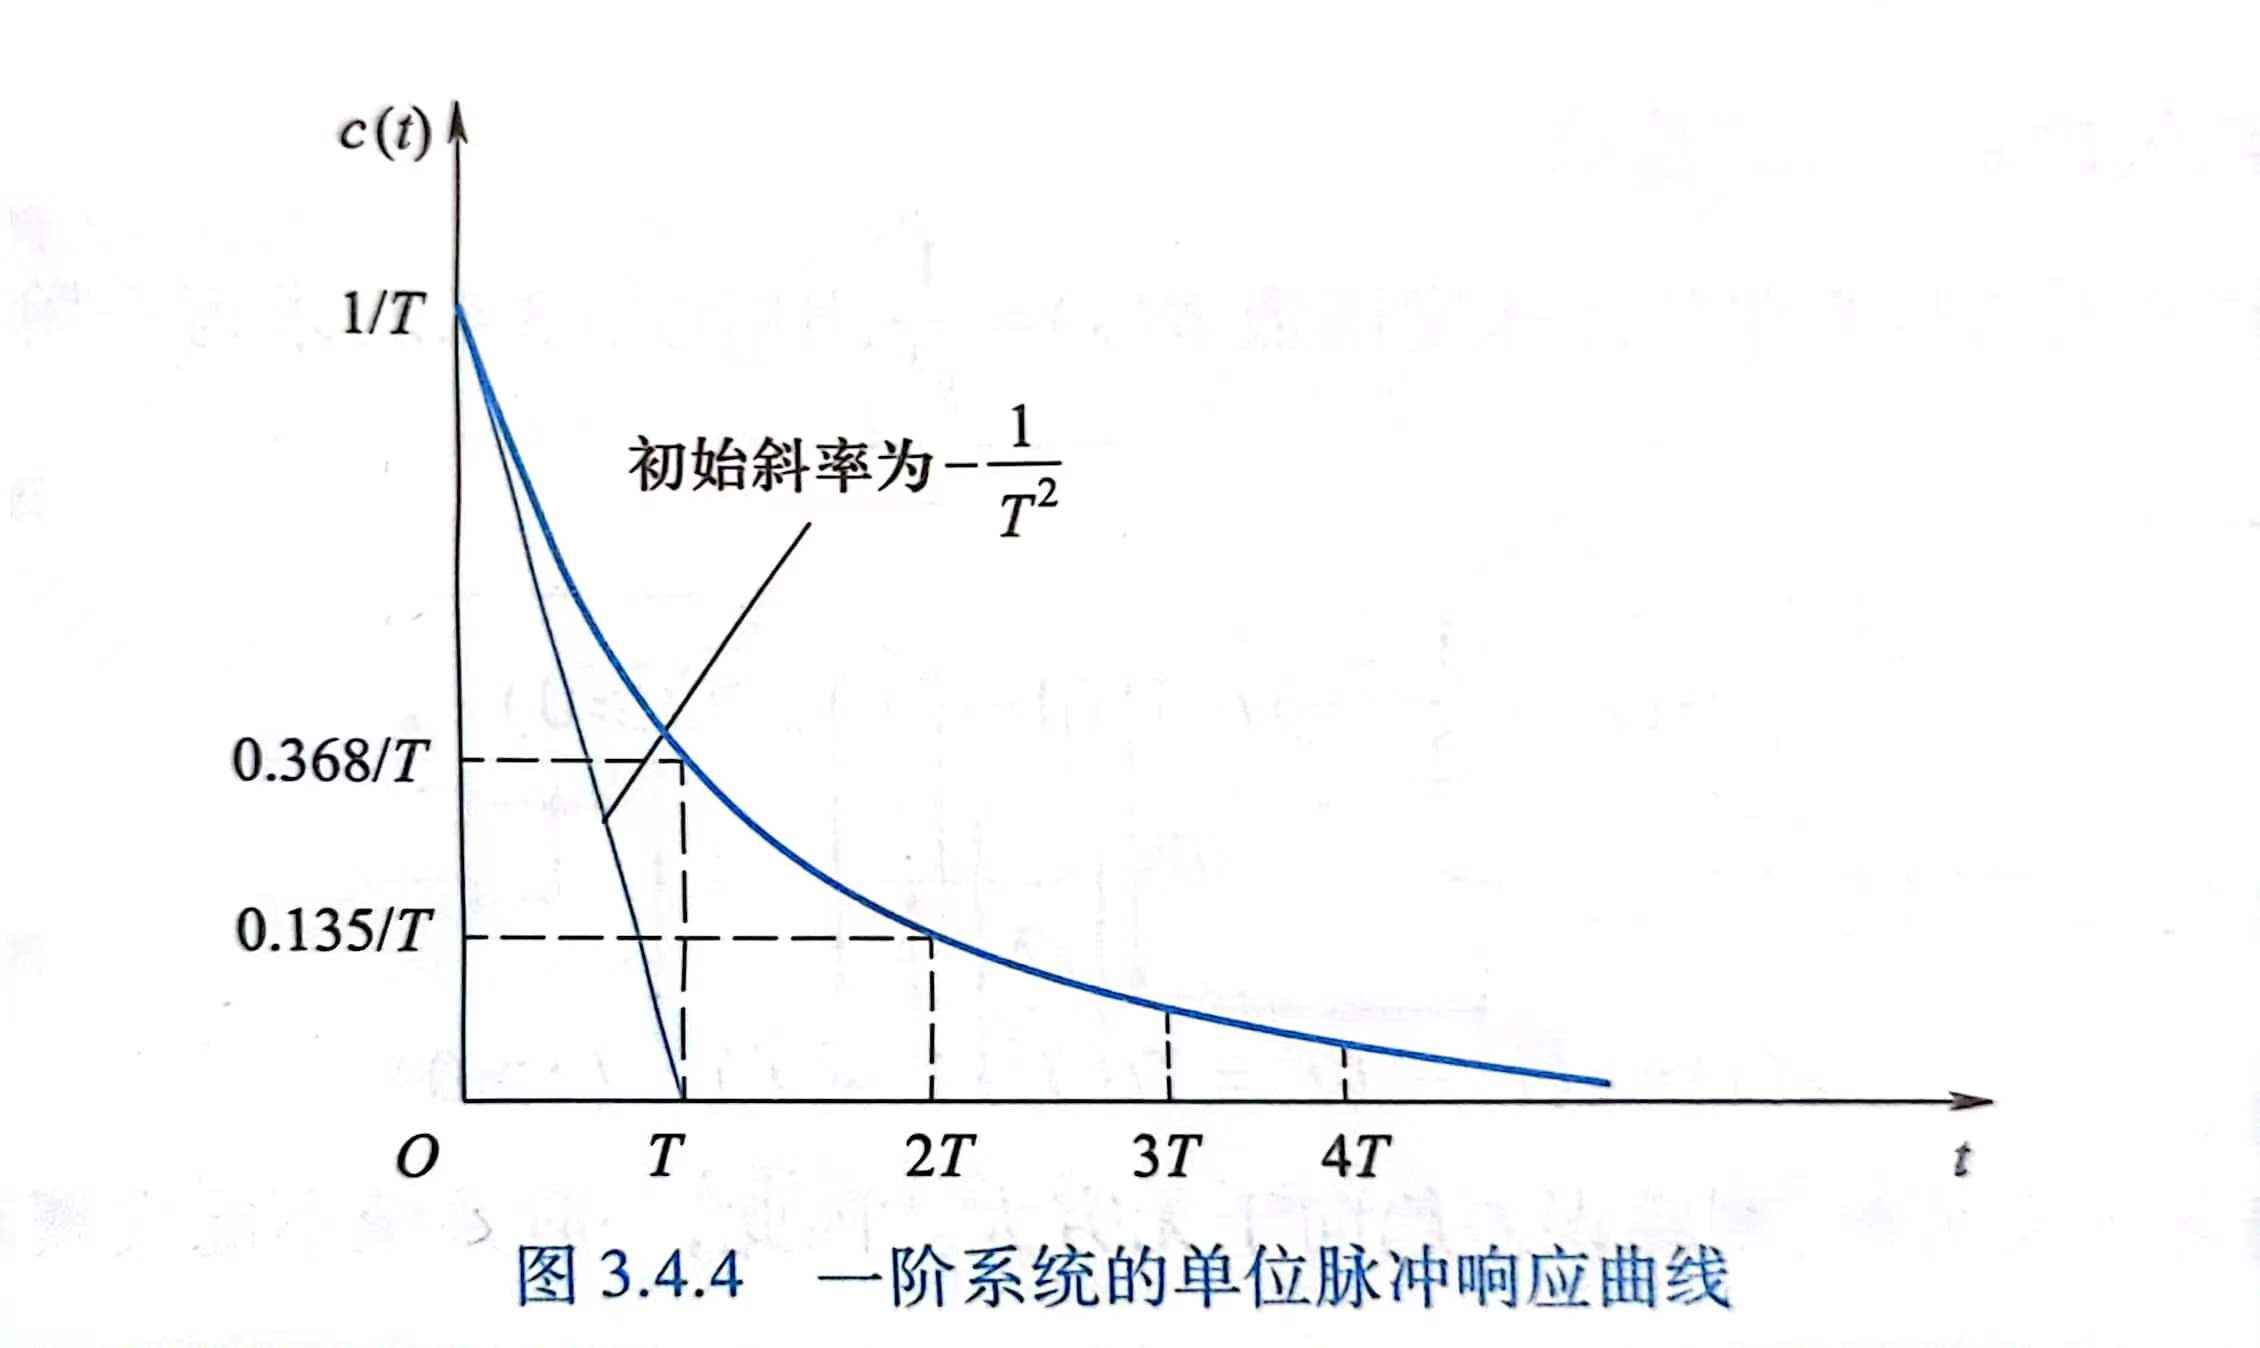 c(t)
1/T
初始斜率为-\frac{1}{T^2}
0.368/T
0.135/T
O T 2T 3T 4T t
图 3.4.4 一阶系统的单位脉冲响应曲线